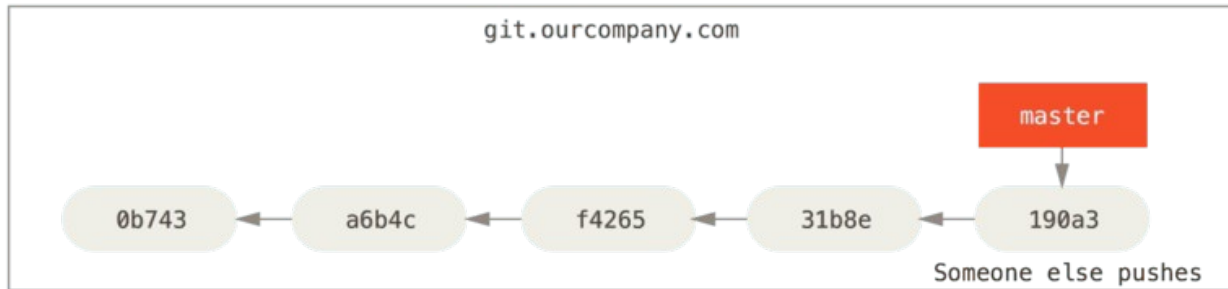 git.ourcompany.com
master
0b743
a6b4c
f4265
31b8e
190a3
Someone else pushes